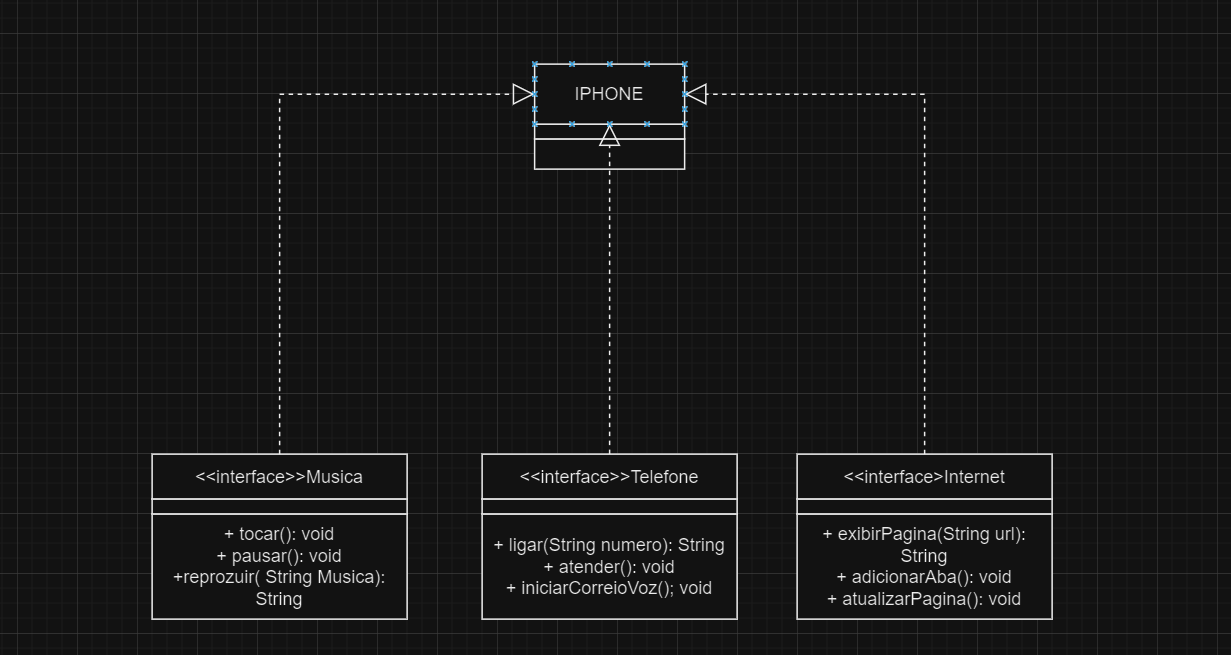 IPHONE
<<interface>>Musica
+ tocar(): void
+ pausar(): void
+reprozuir( String Musica):
String
<<interface>>Telefone
+ ligar(String numero): String
+ atender(): void
+ iniciarCorreioVoz(); void
<<interface>Internet
+ exibirPagina(String url):
String
+ adicionarAba(): void
+ atualizarPagina(): void